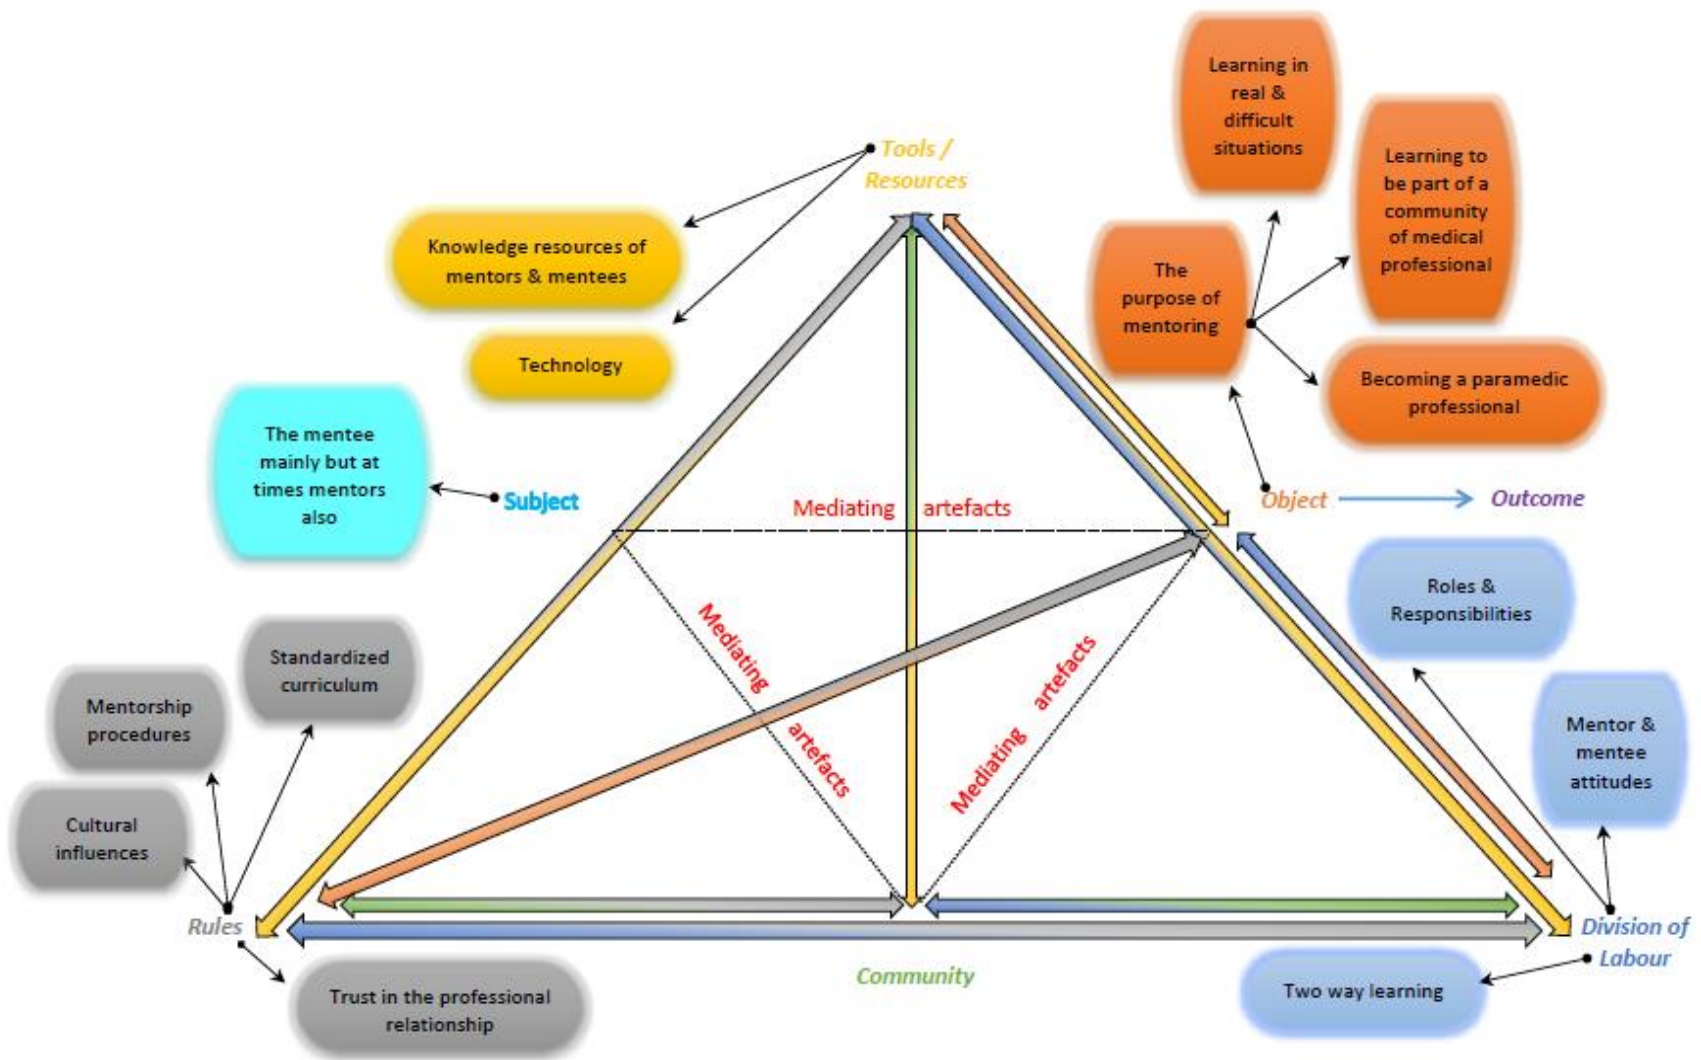 Learning in
real &
difficult
situations
Learning to
be part of a
community
of medical
professional
Tools /
Resources
Knowledge resources of
mentors & mentees
The
purpose of
mentoring
Technology
Becoming a paramedic
professional
The mentee
mainly but at
times mentors
also
Subject
Mediating artefacts
Object
Outcome
Roles &
Responsibilities
Mediating artefacts
Mediating artefacts
Standardized
curriculum
Mentorship
procedures
Mentor &
mentee
attitudes
Cultural
influences
Rules
Division of
Labour
Community
Trust in the professional
relationship
Two way learning